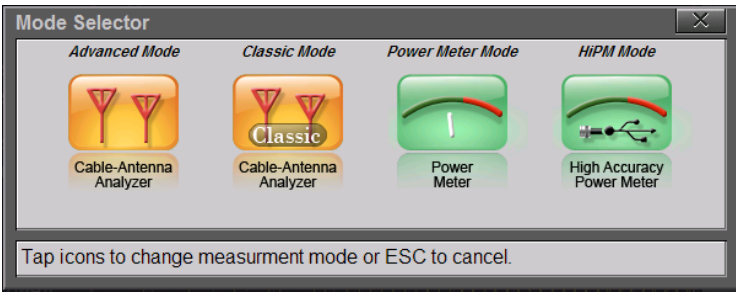 Mode Selector
Advanced Mode Classic Mode Power Meter Mode HiPM Mode
Classic
Cable-Antenna Cable-Antenna Power High Accuracy
Analyzer Analyzer Meter Power Meter
Tap icons to change measurment mode or ESC to cancel.